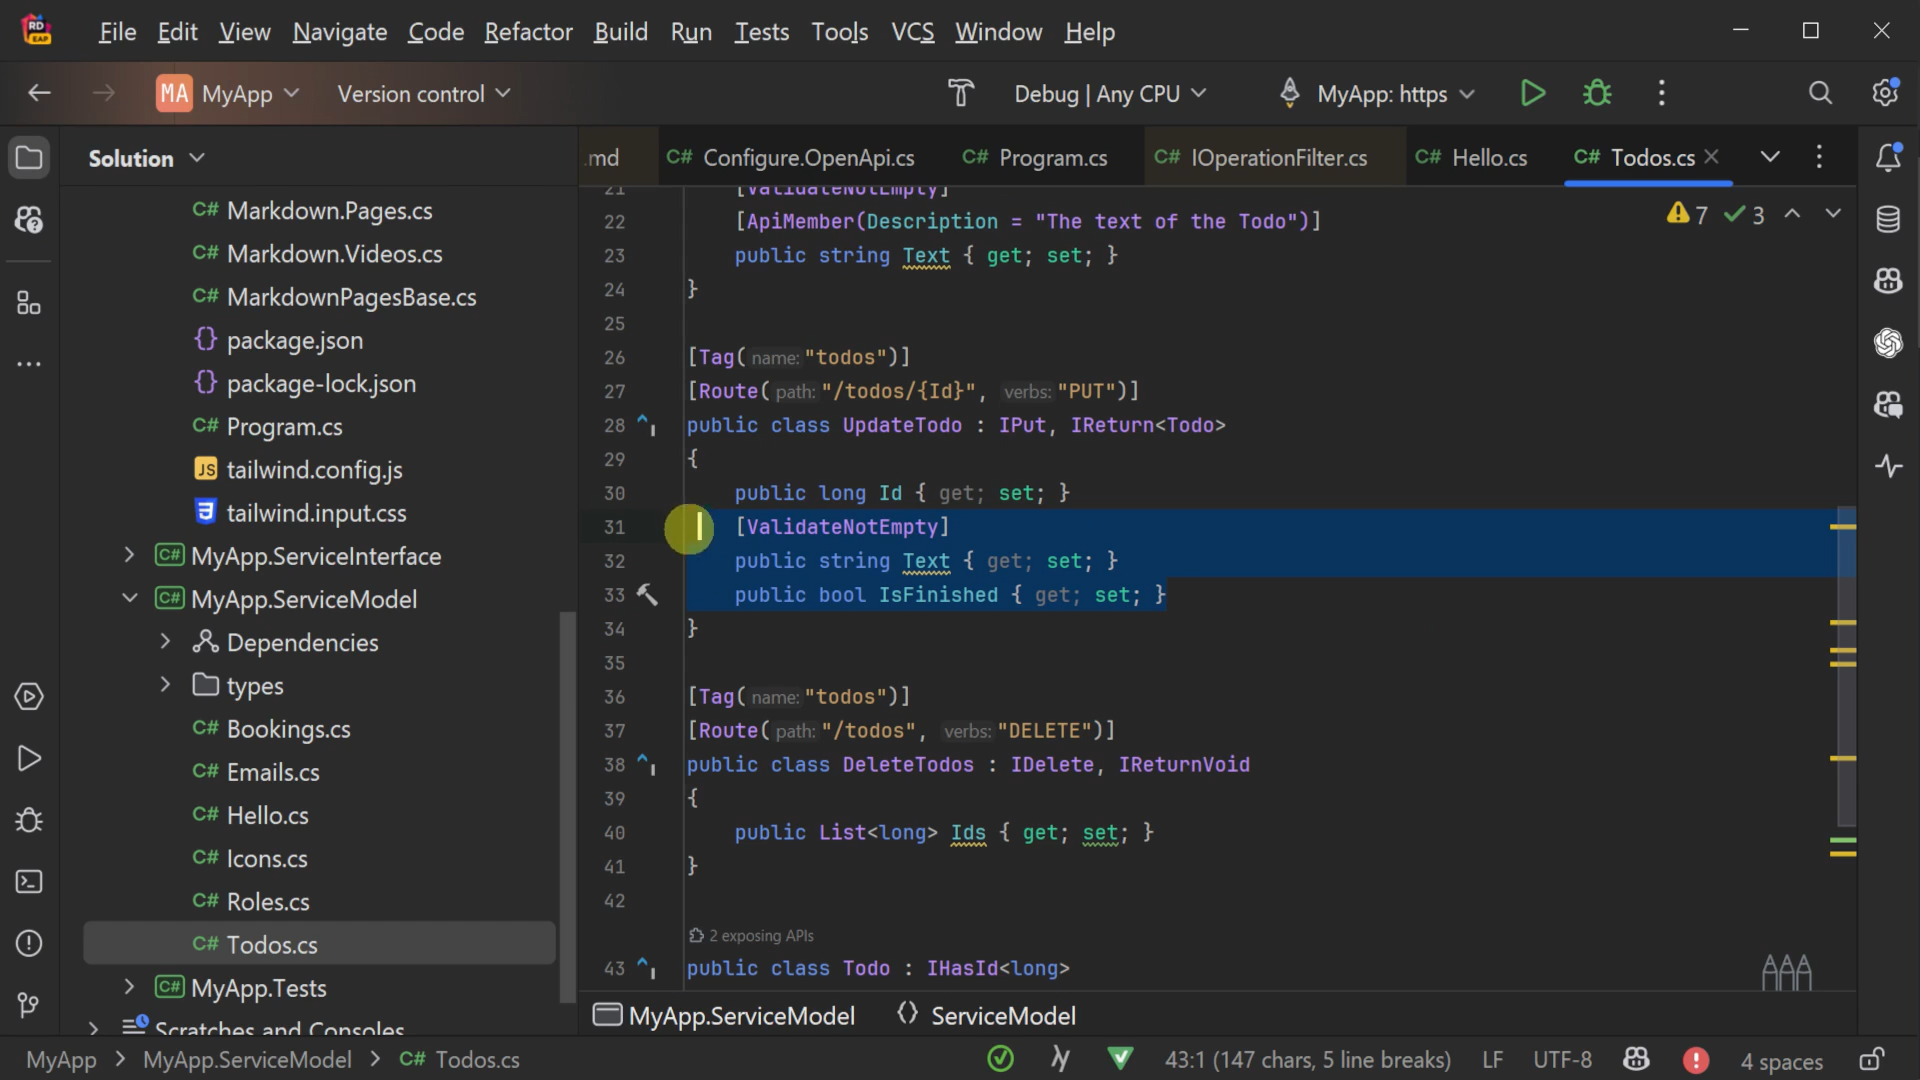 RD
EAP
File Edit View Navigate Code Refactor Build Run Tests Tools VCS Window Help
MA MyApp Version control Debug | Any CPU MyApp: https
Solution
.md C# Configure.OpenApi.cs C# Program.cs C# IOperationFilter.cs C# Hello.cs C# Todos.cs
C# Markdown.Pages.cs
C# Markdown.Videos.cs
C# MarkdownPagesBase.cs
{} package.json
{} package-lock.json
C# Program.cs
JS tailwind.config.js
tailwind.input.css
C# MyApp.ServiceInterface
C# MyApp.ServiceModel
Dependencies
types
C# Bookings.cs
C# Emails.cs
C# Hello.cs
C# Icons.cs
C# Roles.cs
C# Todos.cs
C# MyApp.Tests
Scratches and Consoles
7 3
21 [ValidateNotEmpty]
22 [ApiMember(Description = "The text of the Todo")]
23 public string Text { get; set; }
24 }
25
26 [Tag( name: "todos")]
27 [Route( path: "/todos/{Id}", verbs: "PUT")]
28 public class UpdateTodo : IPut, IReturn<Todo>
29 {
30 public long Id { get; set; }
31 [ValidateNotEmpty]
32 public string Text { get; set; }
33 public bool IsFinished { get; set; }
34 }
35
36 [Tag( name: "todos")]
37 [Route( path: "/todos", verbs: "DELETE")]
38 public class DeleteTodos : IDelete, IReturnVoid
39 {
40 public List<long> Ids { get; set; }
41 }
42
2 exposing APIs
43 public class Todo : IHasId<long>
MyApp.ServiceModel ServiceModel
MyApp > MyApp.ServiceModel > C# Todos.cs 43:1 (147 chars, 5 line breaks) LF UTF-8 4 spaces